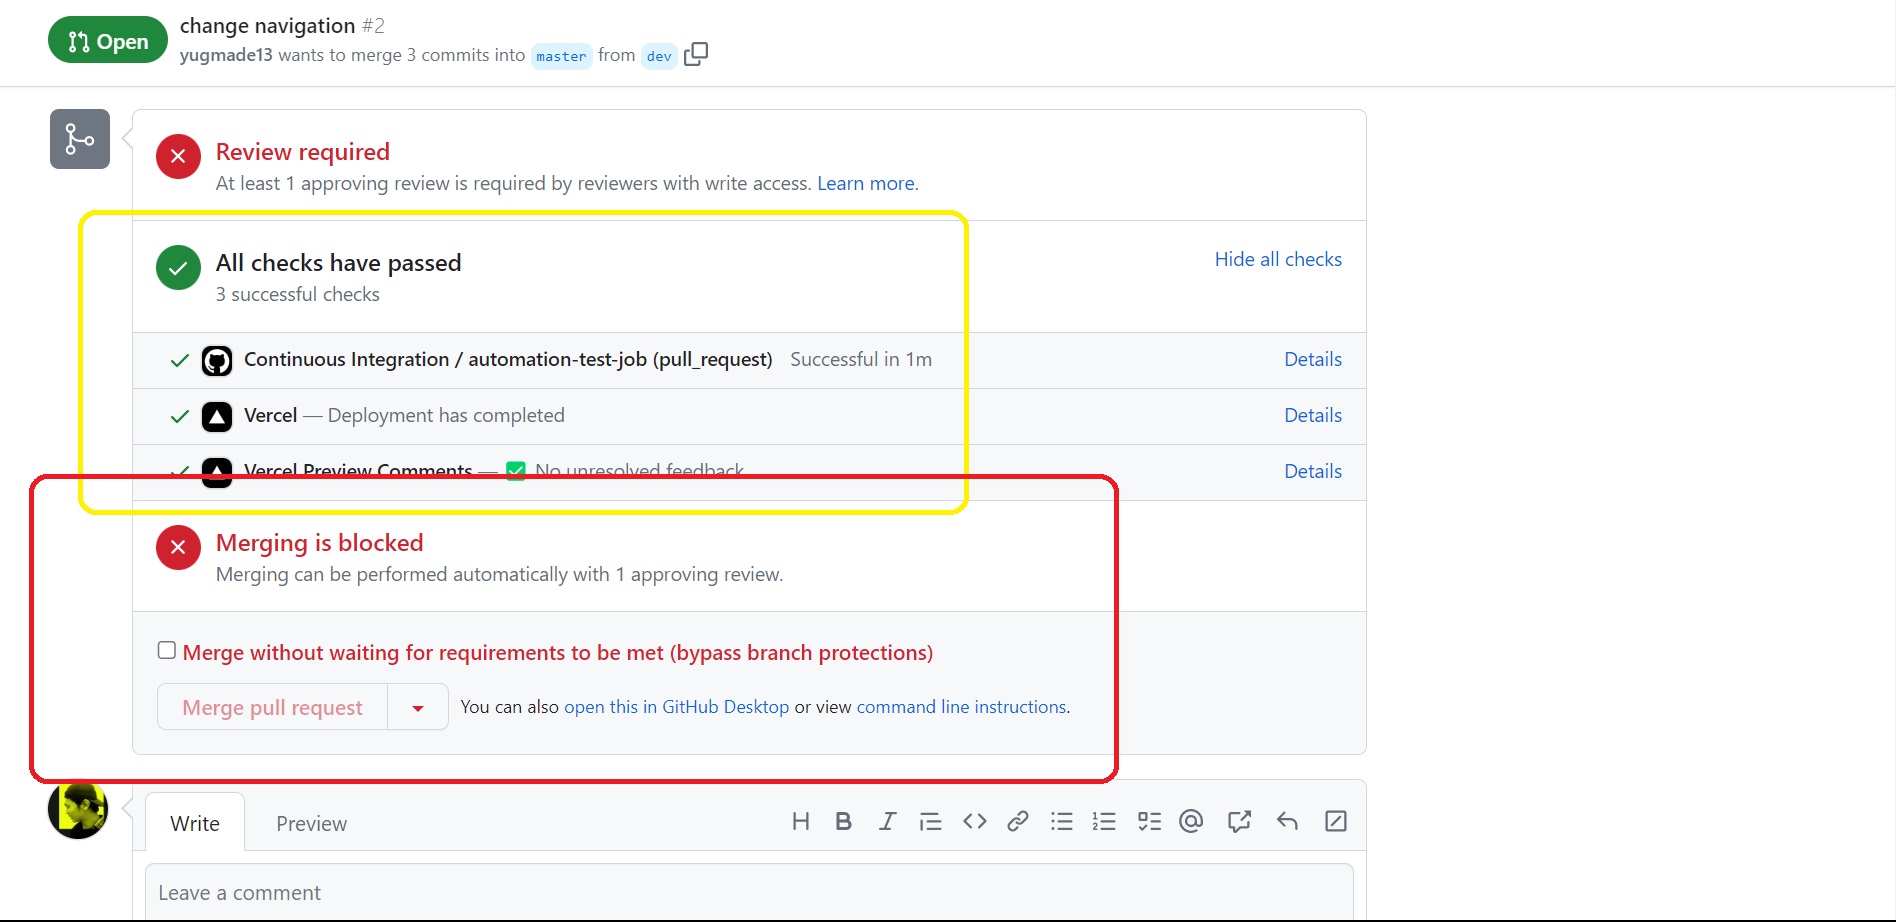 Open
change navigation #2
yugmade13 wants to merge 3 commits into master from dev
Review required
At least 1 approving review is required by reviewers with write access. Learn more.
All checks have passed
Hide all checks
3 successful checks
Continuous Integration / automation-test-job (pull_request) Successful in 1m
Details
Vercel — Deployment has completed
Details
Vercel Preview Comments — ✅ No unresolved feedback
Details
Merging is blocked
Merging can be performed automatically with 1 approving review.
Merge without waiting for requirements to be met (bypass branch protections)
Merge pull request
You can also open this in GitHub Desktop or view command line instructions.
Write
Preview
Leave a comment